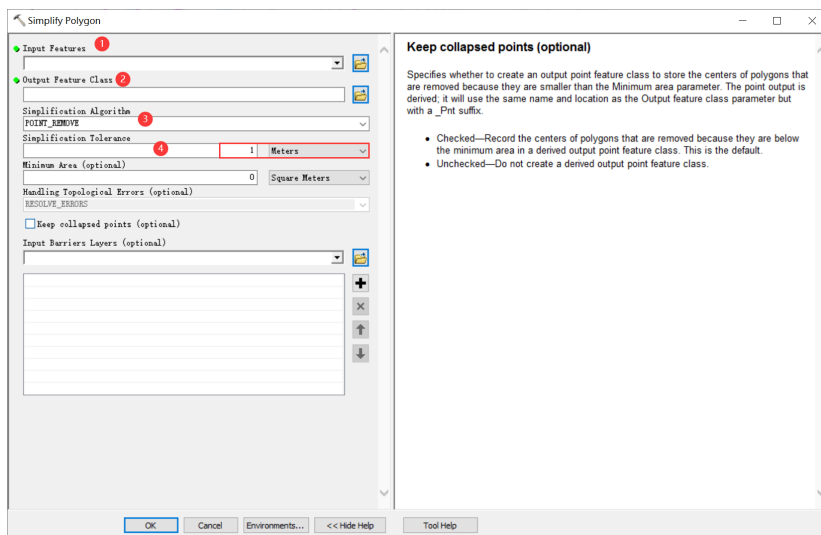 Simplify Polygon
Input Features 1
Output Feature Class 2
Simplification Algorithm
3
POINT_REMOVE
Simplification Tolerance
4
1 Meters
Minimum Area (optional)
0 Square Meters
Handling Topological Errors (optional)
RESOLVE_ERRORS
Keep collapsed points (optional)
Input Barriers Layers (optional)
OK Cancel Environments... << Hide Help Tool Help
Keep collapsed points (optional)
Specifies whether to create an output point feature class to store the centers of polygons that
are removed because they are smaller than the Minimum area parameter. The point output is
derived; it will use the same name and location as the Output feature class parameter but
with a _Pnt suffix.
• Checked—Record the centers of polygons that are removed because they are below
the minimum area in a derived output point feature class. This is the default.
• Unchecked—Do not create a derived output point feature class.